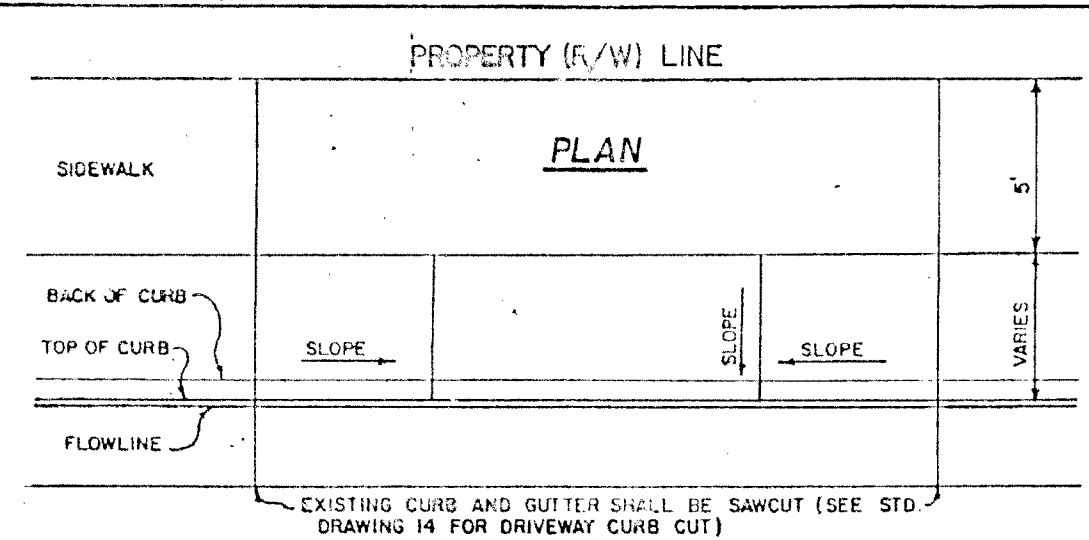 PROPERTY (R/W) LINE
PLAN
SIDEWALK
5'
BACK OF CURB
TOP OF CURB
SLOPE
SLOPE
SLOPE
VARIES
FLOWLINE
EXISTING CURB AND GUTTER SHALL BE SAWCUT (SEE STD.
DRAWING 14 FOR DRIVEWAY CURB CUT)